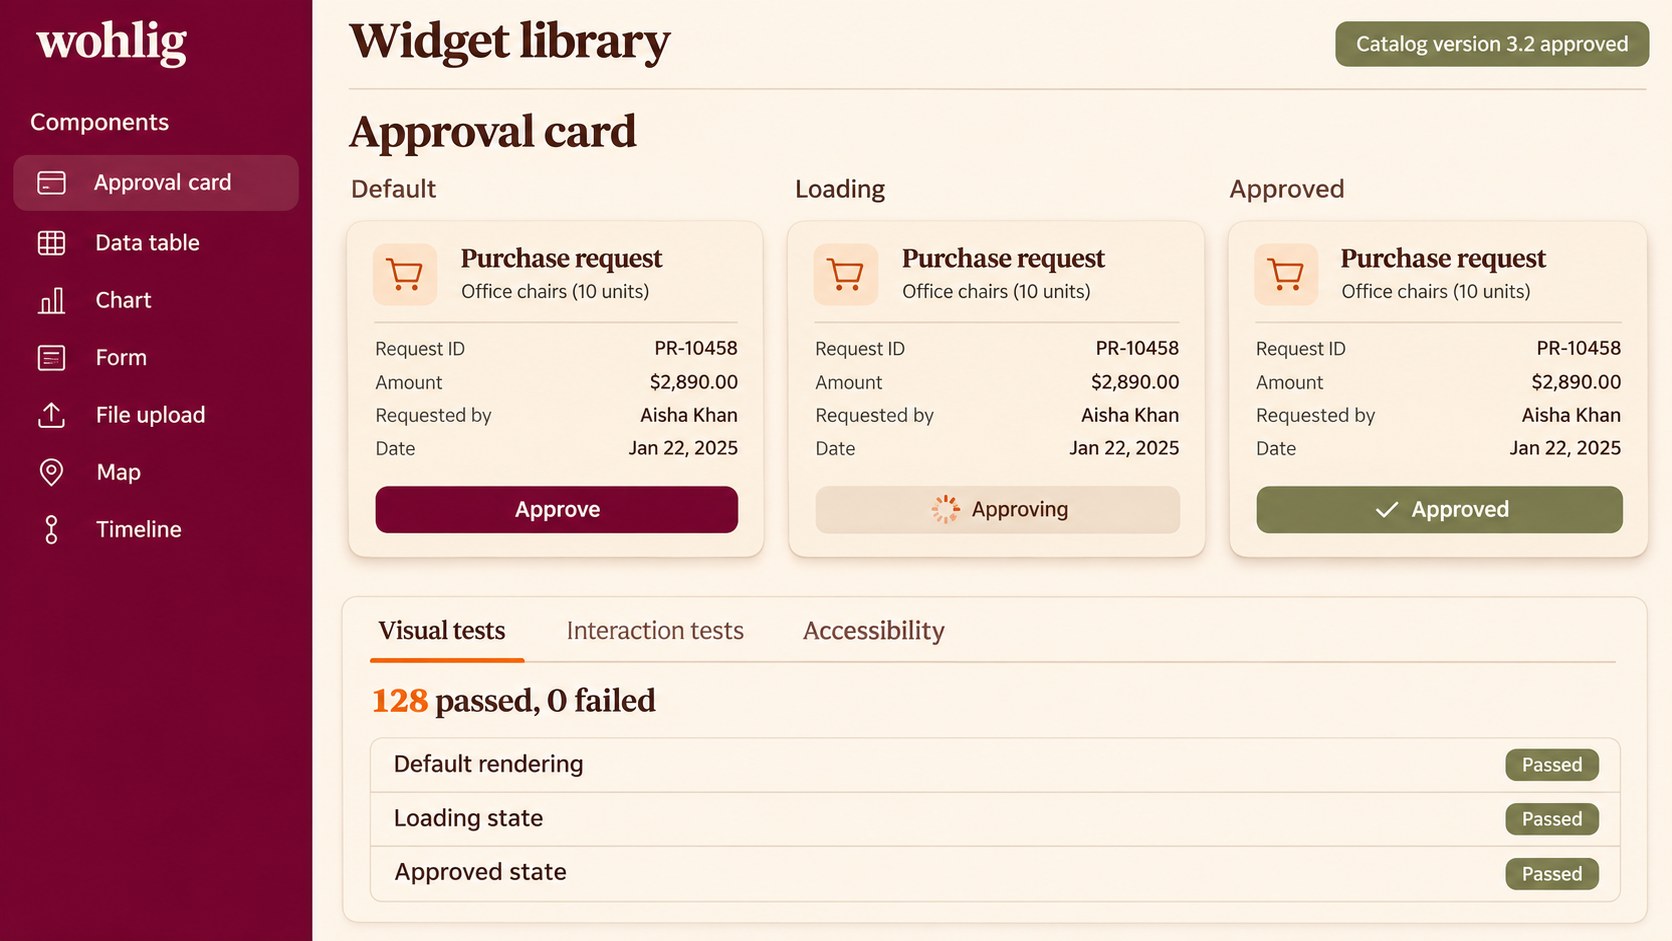 wohlig
Components
Approval card
Data table
Chart
Form
File upload
Map
Timeline
Widget library
Catalog version 3.2 approved
Approval card
Default
Purchase request
Office chairs (10 units)
Request ID PR-10458
Amount $2,890.00
Requested by Aisha Khan
Date Jan 22, 2025
Approve
Loading
Purchase request
Office chairs (10 units)
Request ID PR-10458
Amount $2,890.00
Requested by Aisha Khan
Date Jan 22, 2025
Approving
Approved
Purchase request
Office chairs (10 units)
Request ID PR-10458
Amount $2,890.00
Requested by Aisha Khan
Date Jan 22, 2025
Approved
Visual tests Interaction tests Accessibility
128 passed, 0 failed
Default rendering Passed
Loading state Passed
Approved state Passed